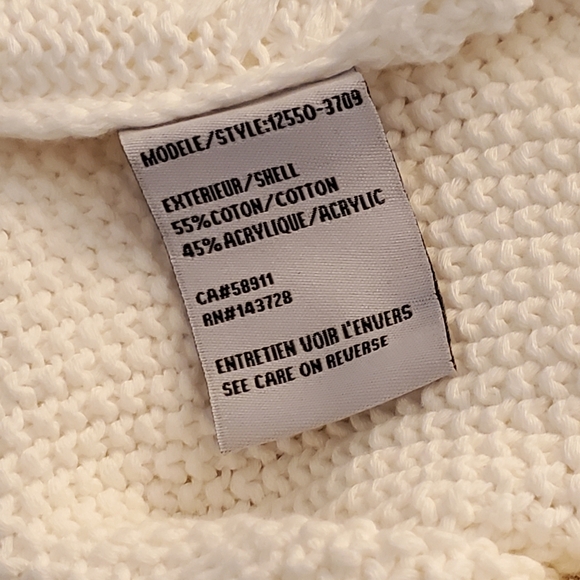 MODELE/STYLE:12550-3709
EXTERIEUR/SHELL
55%COTON/COTTON
45%ACRYLIQUE/ACRYLIC
CA#58911
RN#143728
ENTRETIEN VOIR L'ENVERS
SEE CARE ON REVERSE